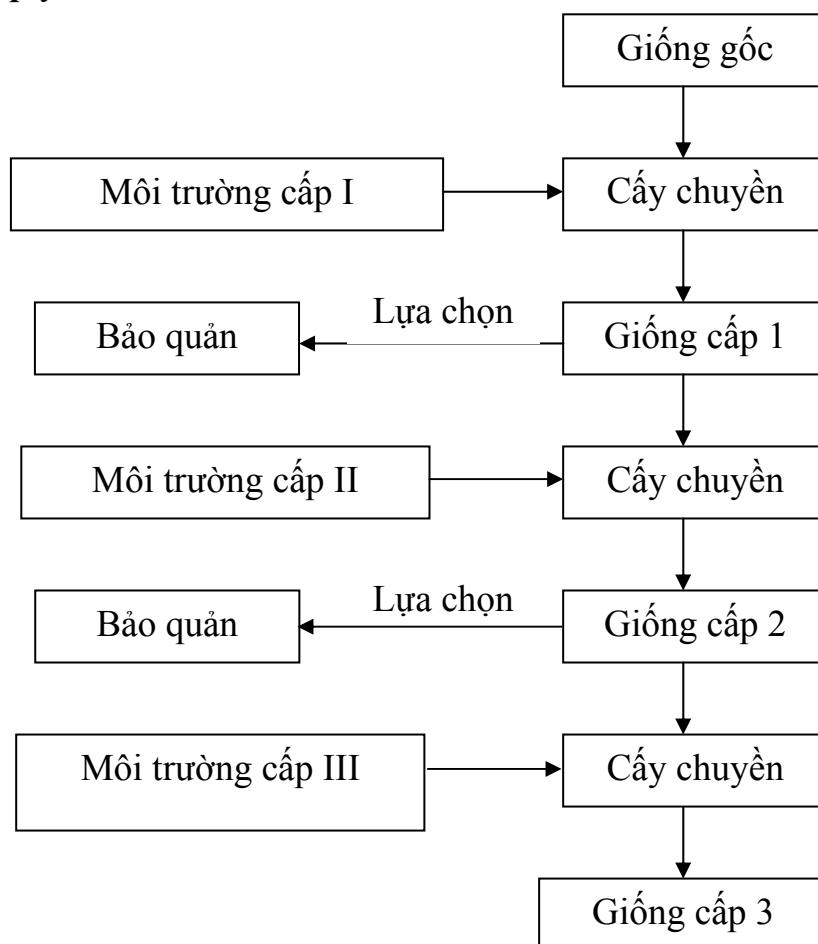 Giống gốc
Môi trường cấp I
Cấy chuyền
Lựa chọn
Bảo quản
Giống cấp 1
Môi trường cấp II
Cấy chuyền
Lựa chọn
Bảo quản
Giống cấp 2
Môi trường cấp III
Cấy chuyền
Giống cấp 3